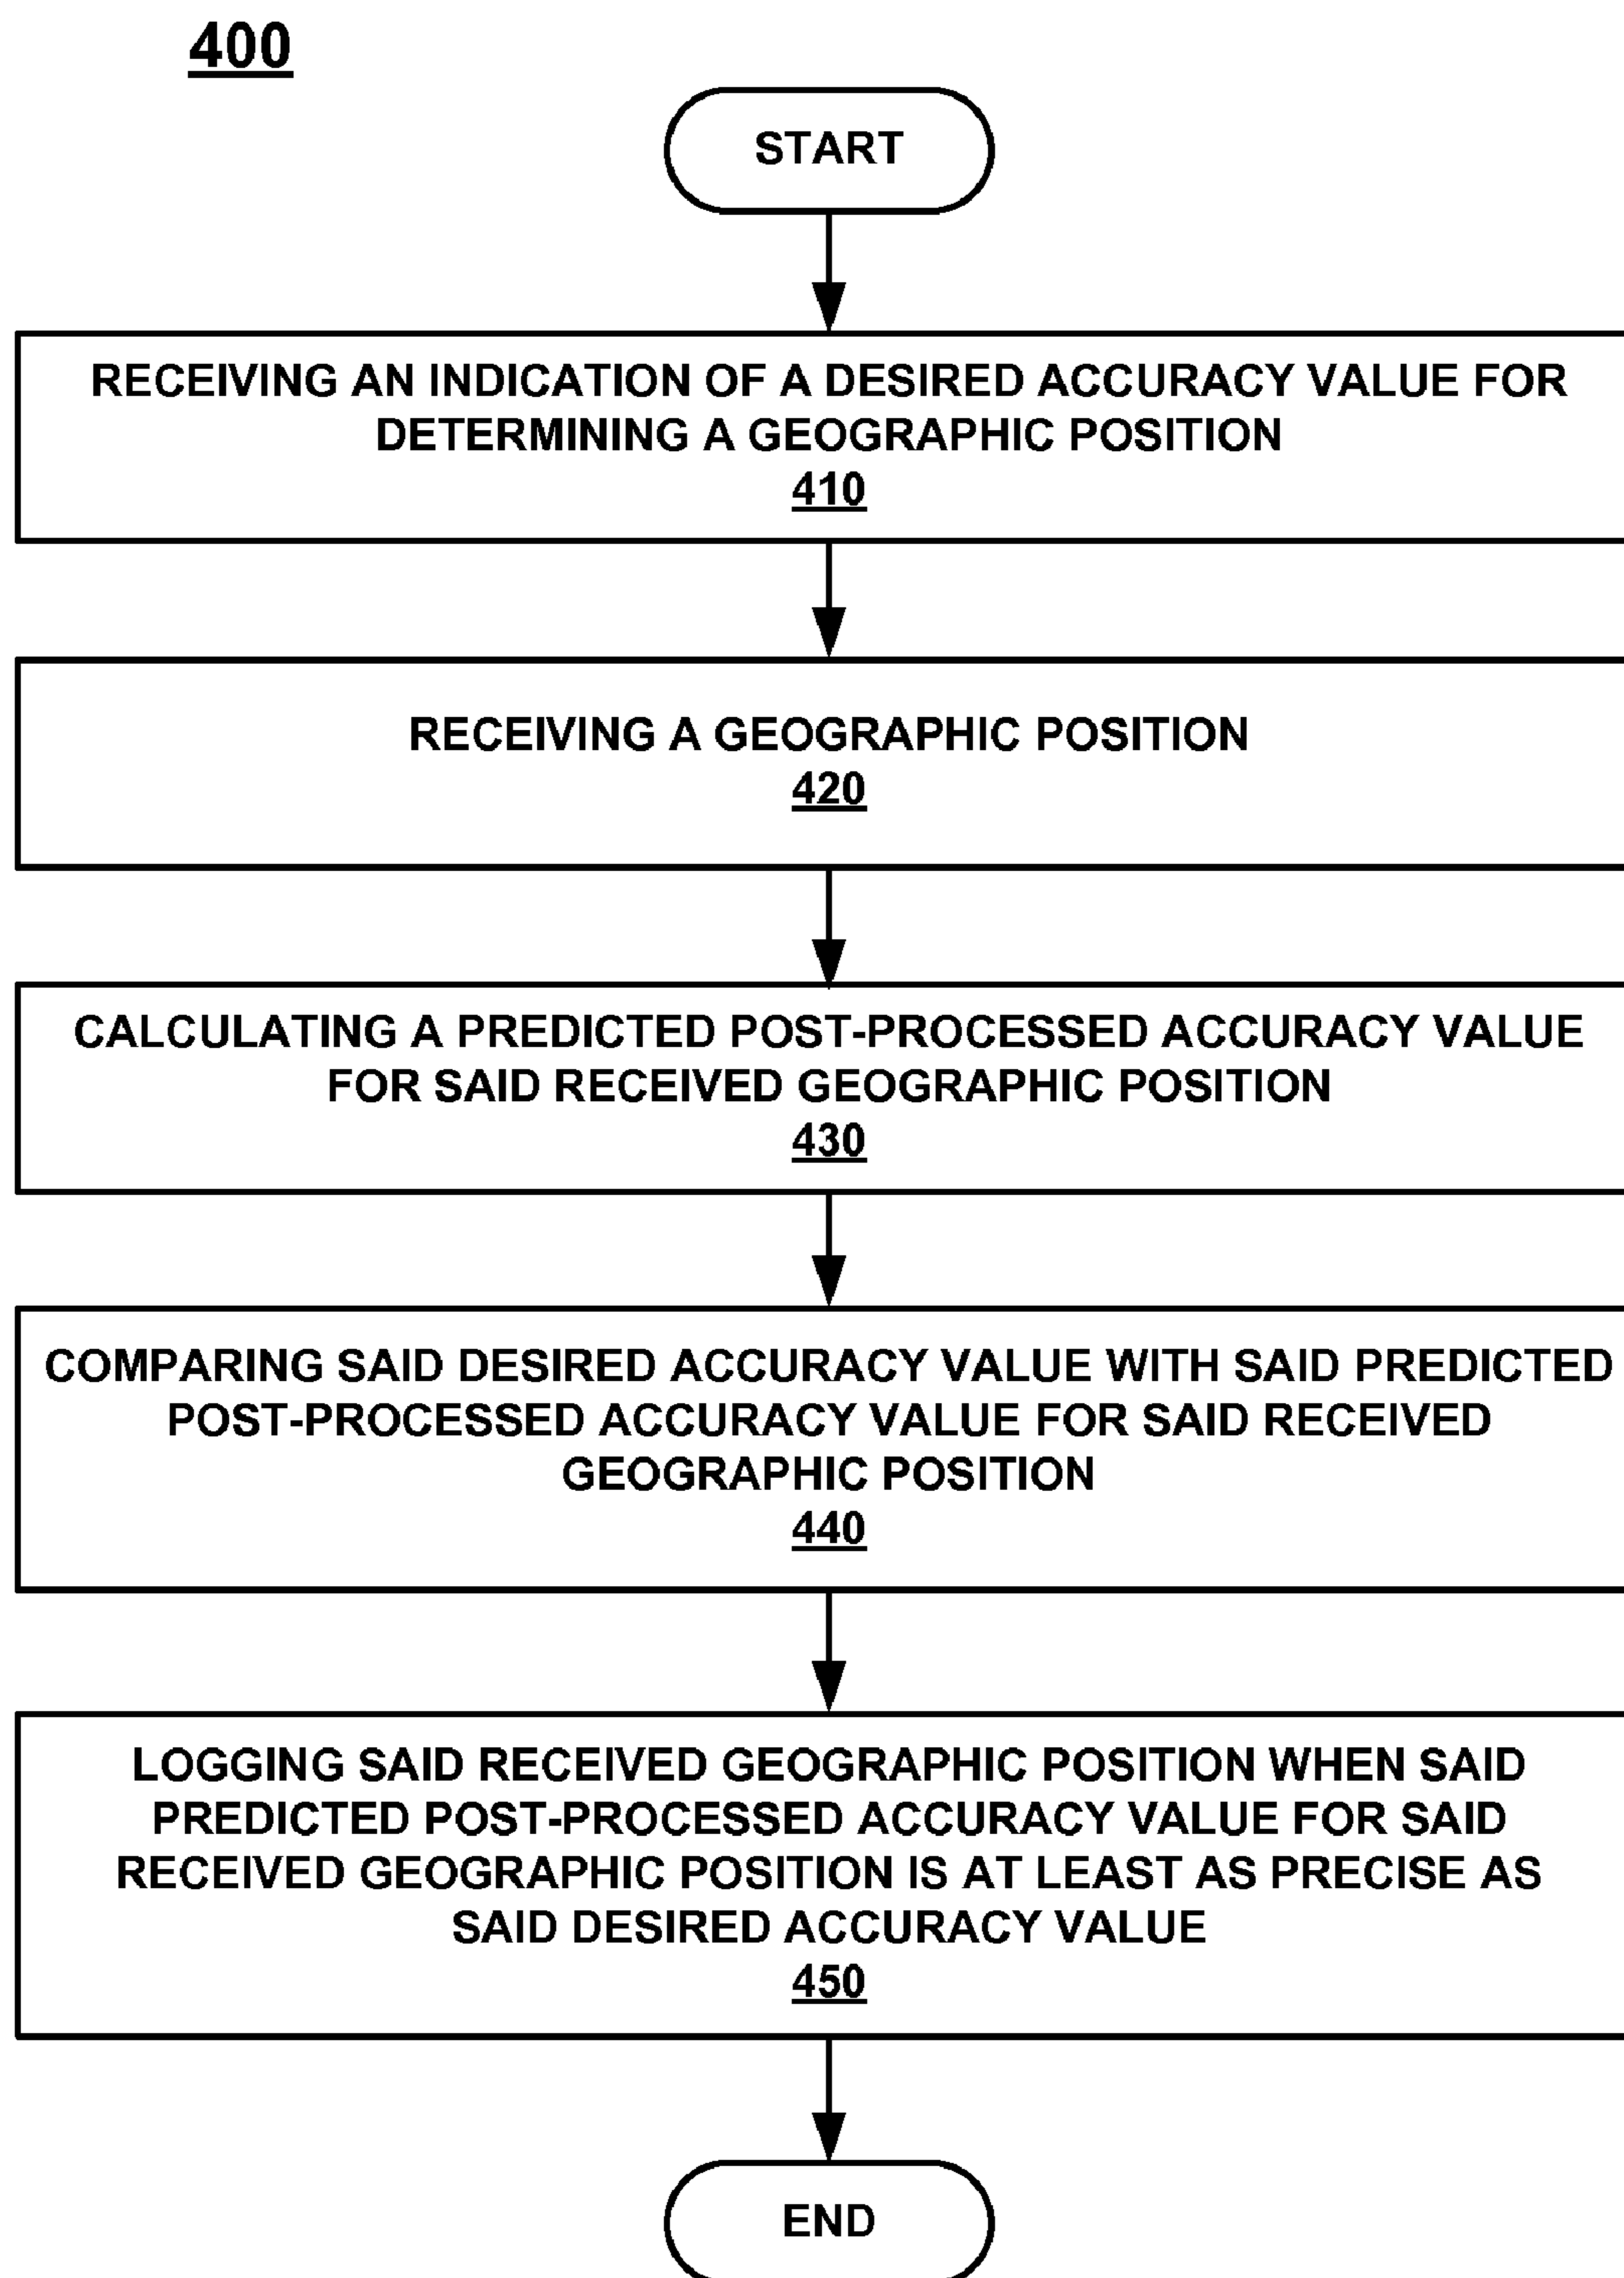 400
START
RECEIVING AN INDICATION OF A DESIRED ACCURACY VALUE FOR
DETERMINING A GEOGRAPHIC POSITION
410
RECEIVING A GEOGRAPHIC POSITION
420
CALCULATING A PREDICTED POST-PROCESSED ACCURACY VALUE
FOR SAID RECEIVED GEOGRAPHIC POSITION
430
COMPARING SAID DESIRED ACCURACY VALUE WITH SAID PREDICTED
POST-PROCESSED ACCURACY VALUE FOR SAID RECEIVED
GEOGRAPHIC POSITION
440
LOGGING SAID RECEIVED GEOGRAPHIC POSITION WHEN SAID
PREDICTED POST-PROCESSED ACCURACY VALUE FOR SAID
RECEIVED GEOGRAPHIC POSITION IS AT LEAST AS PRECISE AS
SAID DESIRED ACCURACY VALUE
450
END